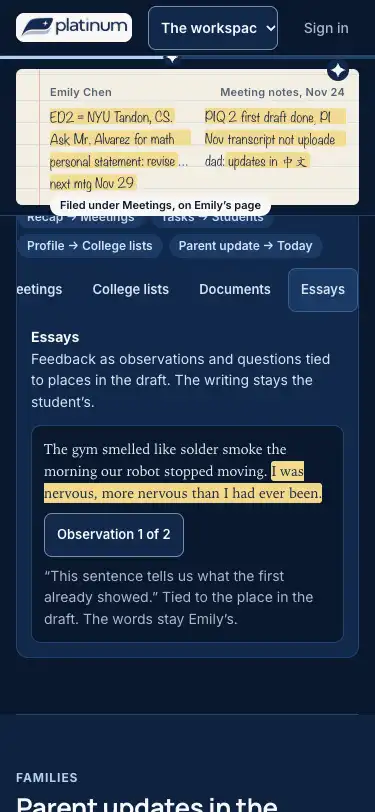 platinum
The workspac
Sign in
Emily Chen
Meeting notes, Nov 24
ED2 = NYU Tandon, CS.
Ask Mr. Alvarez for math
personal statement: revise ...
next mtg Nov 29
PIQ 2 first draft done, PI
Nov transcript not uploade
dad: updates in 中文
Filed under Meetings, on Emily’s page
Recap → Meetings
Tasks → Students
Profile → College lists
Parent update → Today
eetings
College lists
Documents
Essays
Essays
Feedback as observations and questions tied
to places in the draft. The writing stays the
student’s.
The gym smelled like solder smoke the
morning our robot stopped moving. I was
nervous, more nervous than I had ever been.
Observation 1 of 2
“This sentence tells us what the first
already showed.” Tied to the place in the
draft. The words stay Emily’s.
FAMILIES
Parent updates in the